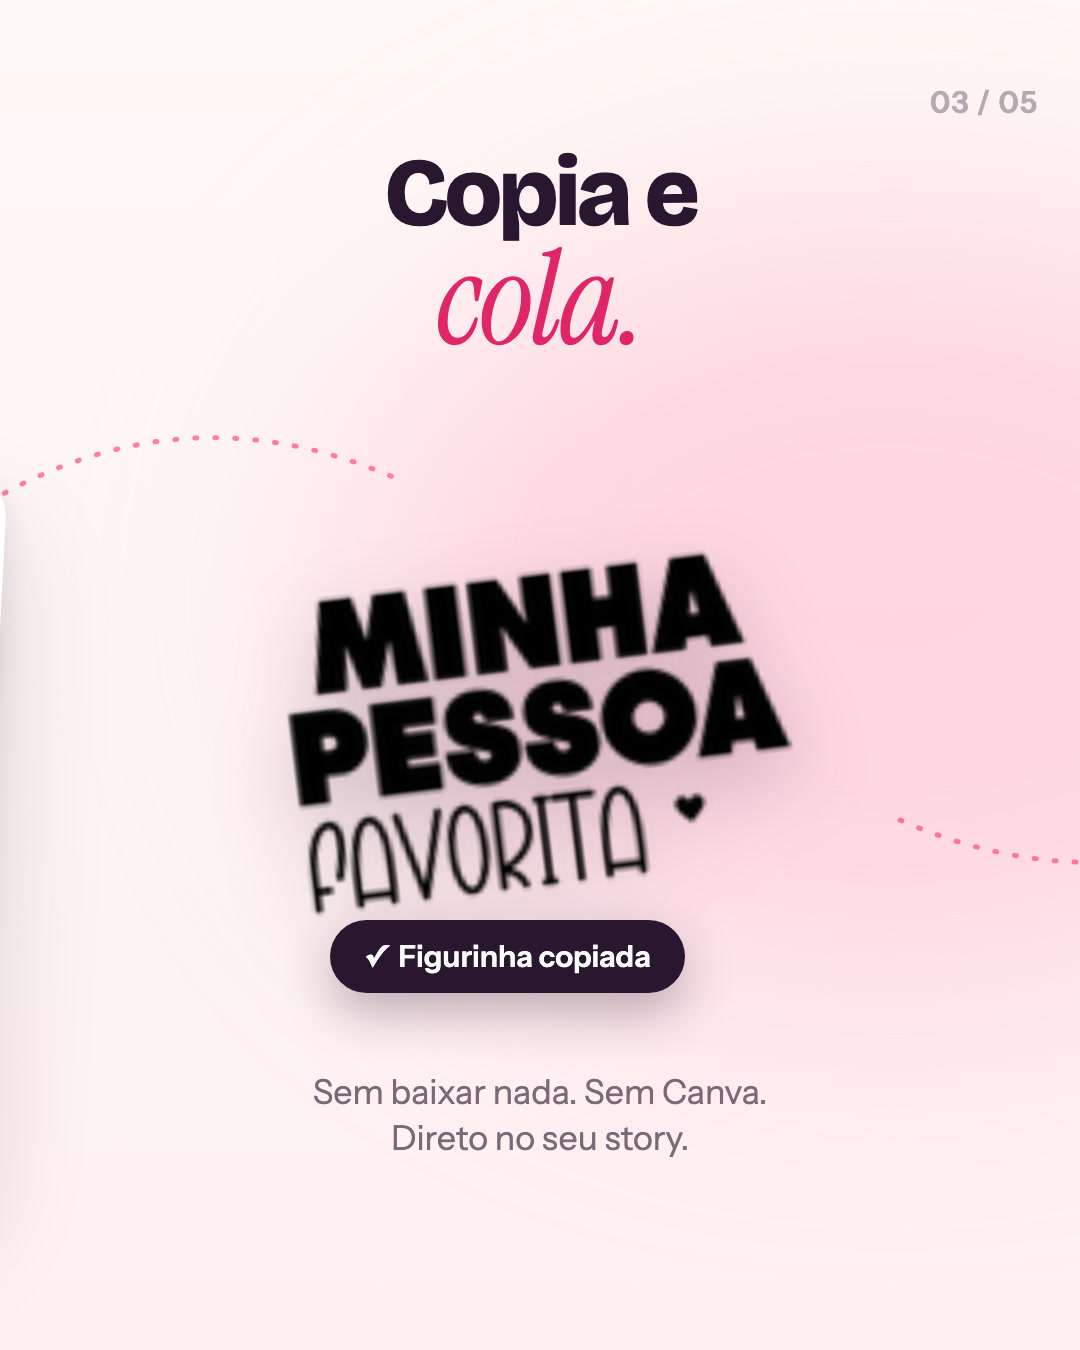 03 / 05
Copia e
cola.
MINHA
PESSOA
FAVORITA ♥
✓ Figurinha copiada
Sem baixar nada. Sem Canva.
Direto no seu story.